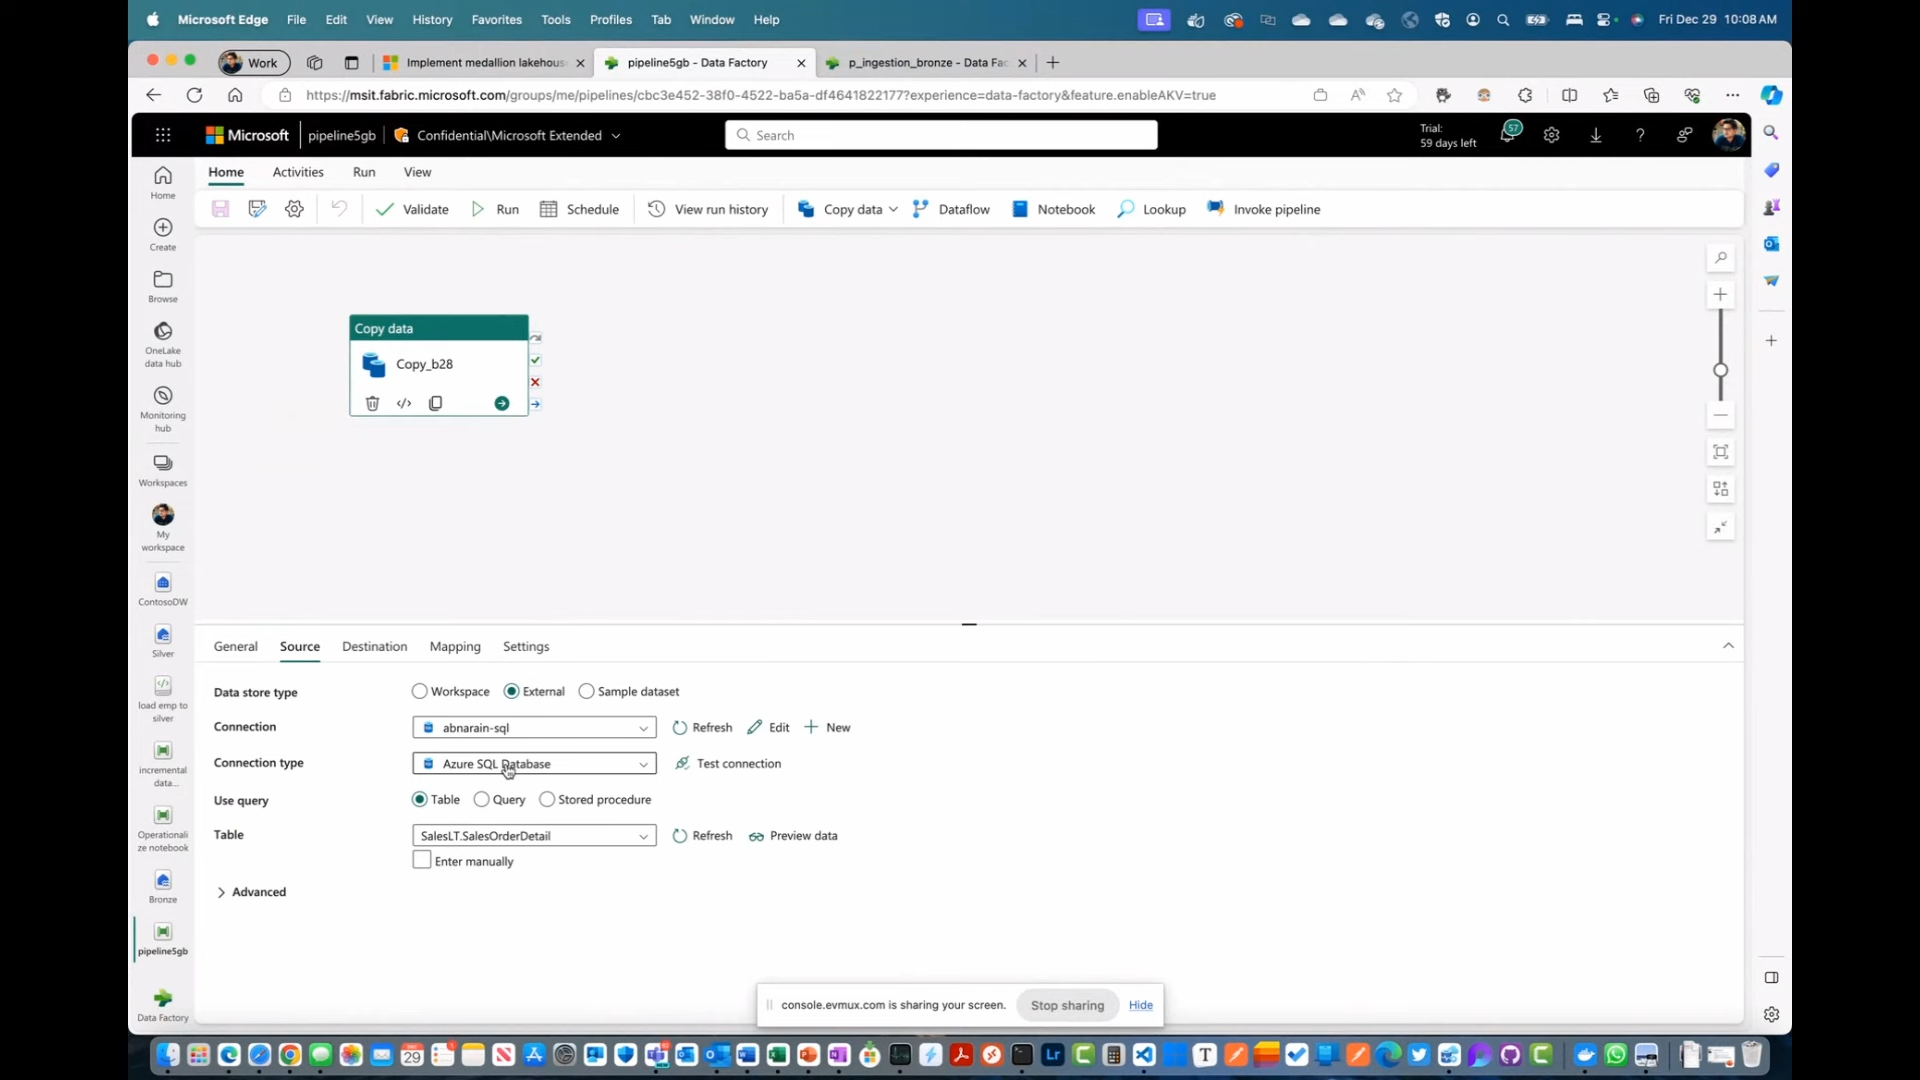 Microsoft Edge File Edit View History Favorites Tools Profiles Tab Window Help Fri Dec 29 10:08 AM
Work Implement medallion lakehous pipeline5gb - Data Factory p_ingestion_bronze - Data Fac
https://msit.fabric.microsoft.com/groups/me/pipelines/cbc3e452-38f0-4522-ba5a-df4641822177?experience=data-factory&feature.enableAKV=true
Microsoft pipeline5gb Confidential\Microsoft Extended Search Trial:
59 days left
57
Home Activities Run View
Validate Run Schedule View run history Copy data Dataflow Notebook Lookup Invoke pipeline
Home
Create
Browse
OneLake
data hub
Monitoring
hub
Workspaces
My
workspace
ContosoDW
Silver
load emp to
silver
incremental
data...
Operationali
ze notebook
Bronze
pipeline5gb
Data Factory
Copy data
Copy_b28
General Source Destination Mapping Settings
Data store type Workspace External Sample dataset
Connection abnarain-sql Refresh Edit New
Connection type Azure SQL Database Test connection
Use query Table Query Stored procedure
Table SalesLT.SalesOrderDetail Refresh Preview data
Enter manually
Advanced
console.evmux.com is sharing your screen. Stop sharing Hide